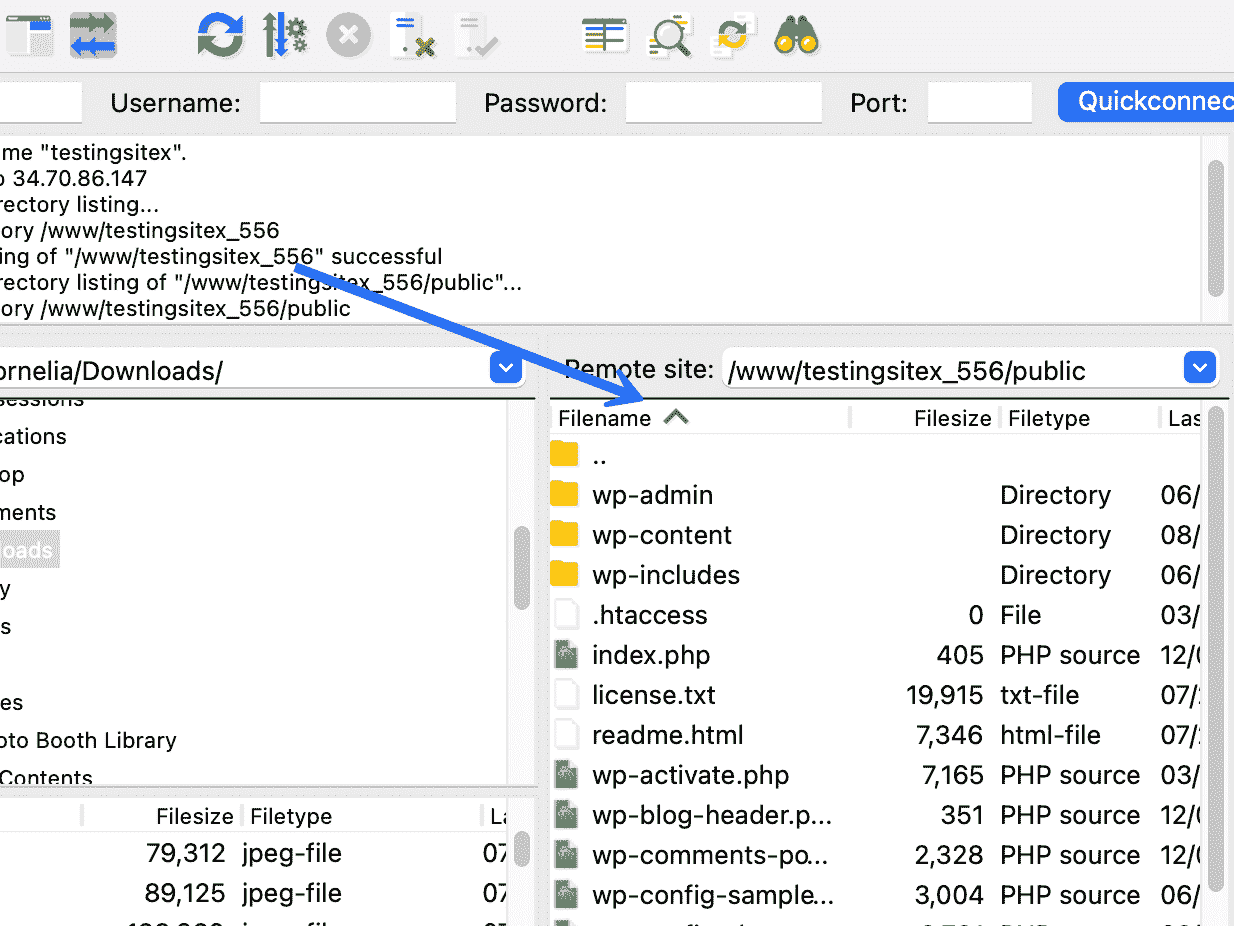 Username: Password: Port: Quickconnec
me "testingsitex".
o 34.70.86.147
rectory listing...
ory /www/testingsitex_556
ing of "/www/testingsitex_556" successful
rectory listing of "/www/testingsitex_556/public"...
ory /www/testingsitex_556/public
ornelia/Downloads/
sessions
cations
op
ments
loads
y
s
es
oto Booth Library
Contents
Filesize Filetype La
79,312 jpeg-file 07
89,125 jpeg-file 07
Remote site: /www/testingsitex_556/public
Filename Filesize Filetype Las
..
wp-admin Directory 06/
wp-content Directory 08/
wp-includes Directory 06/
.htaccess 0 File 03/
index.php 405 PHP source 12/0
license.txt 19,915 txt-file 07/
readme.html 7,346 html-file 07/
wp-activate.php 7,165 PHP source 03/
wp-blog-header.p... 351 PHP source 12/0
wp-comments-po... 2,328 PHP source 12/0
wp-config-sample... 3,004 PHP source 06/